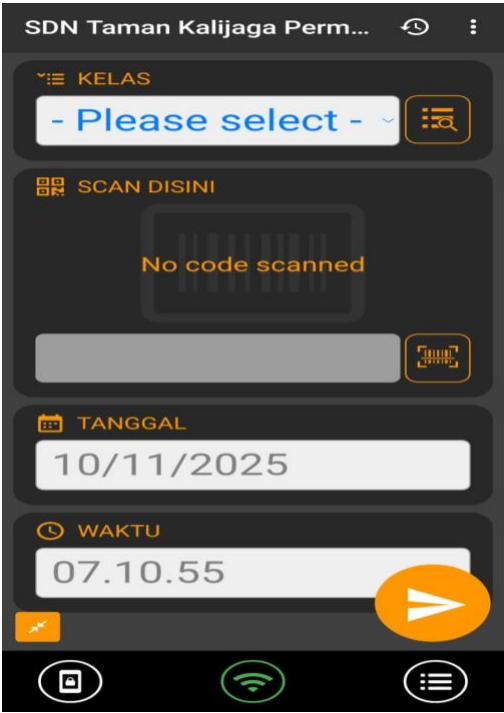 SDN Taman Kalijaga Perm...
KELAS
- Please select -
SCAN DISINI
No code scanned
TANGGAL
10/11/2025
WAKTU
07.10.55